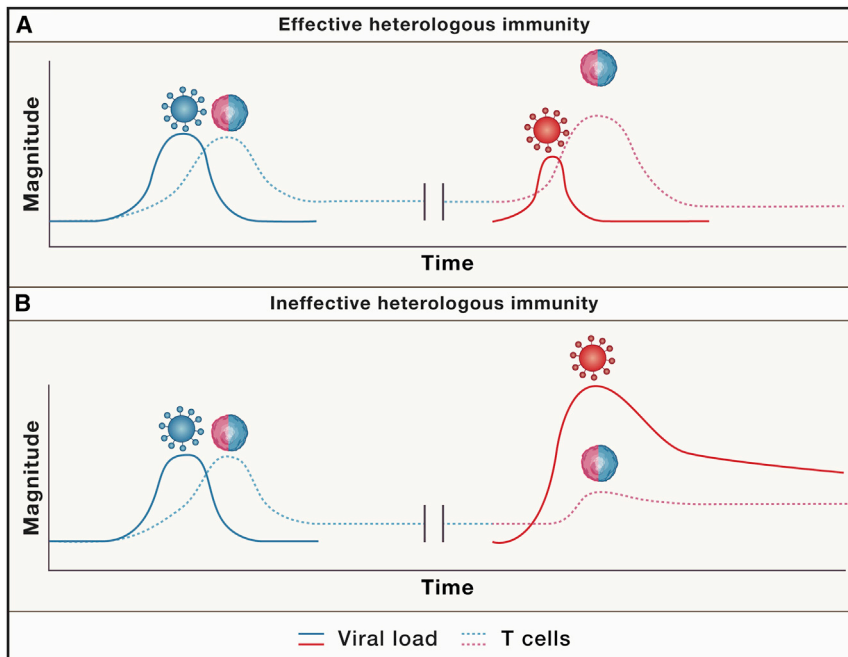 A
Effective heterologous immunity
Magnitude
Time
B
Ineffective heterologous immunity
Magnitude
Time
Viral load T cells